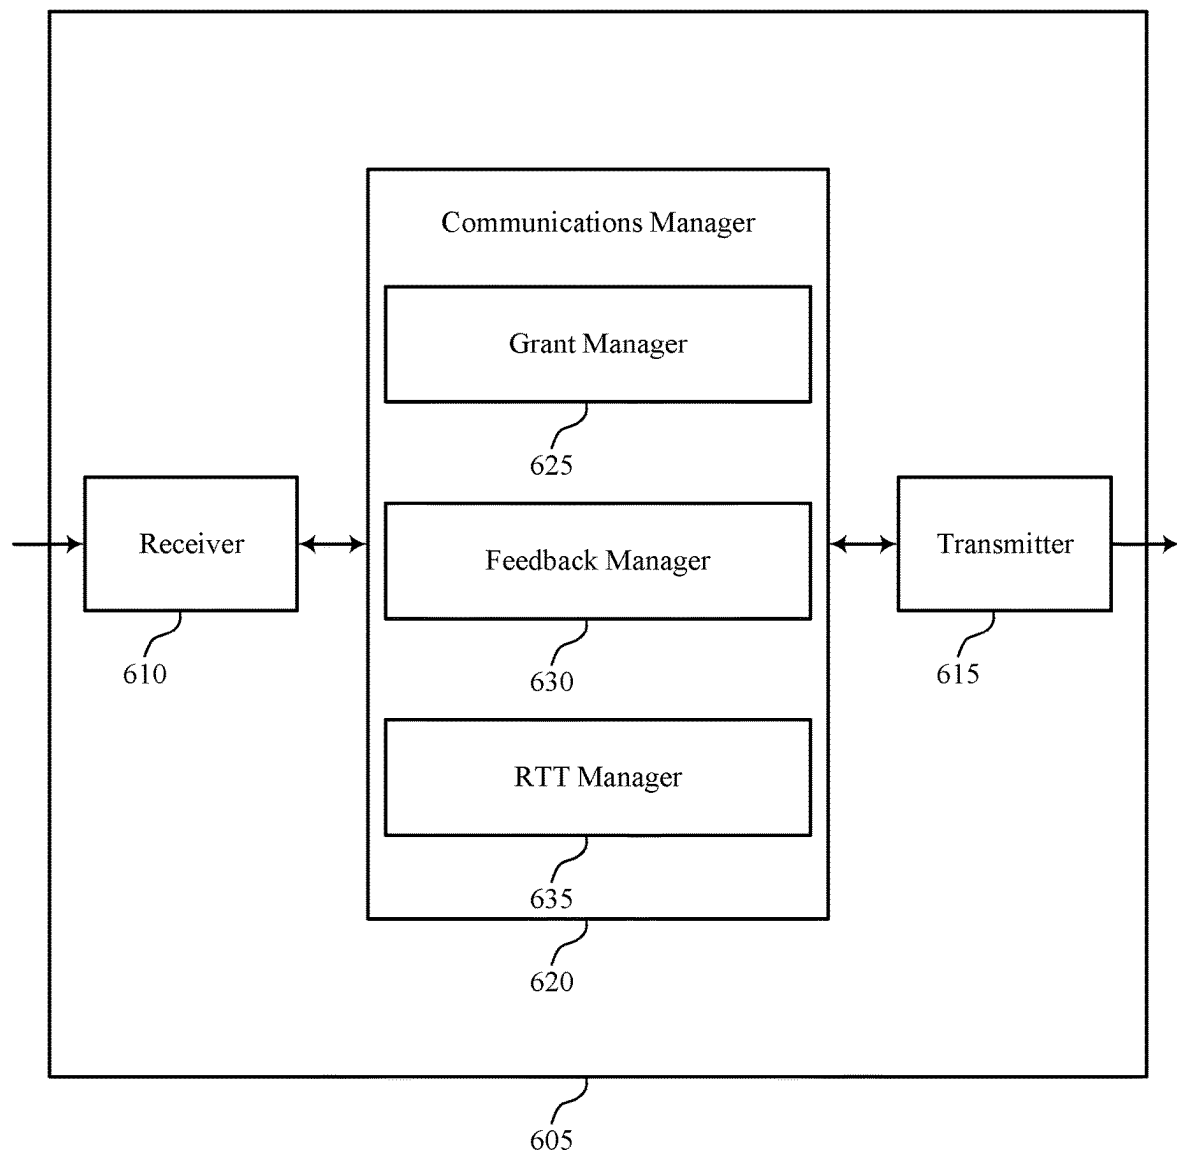 Communications Manager
Grant Manager
625
Receiver
610
Feedback Manager
630
Transmitter
615
RTT Manager
635
620
605